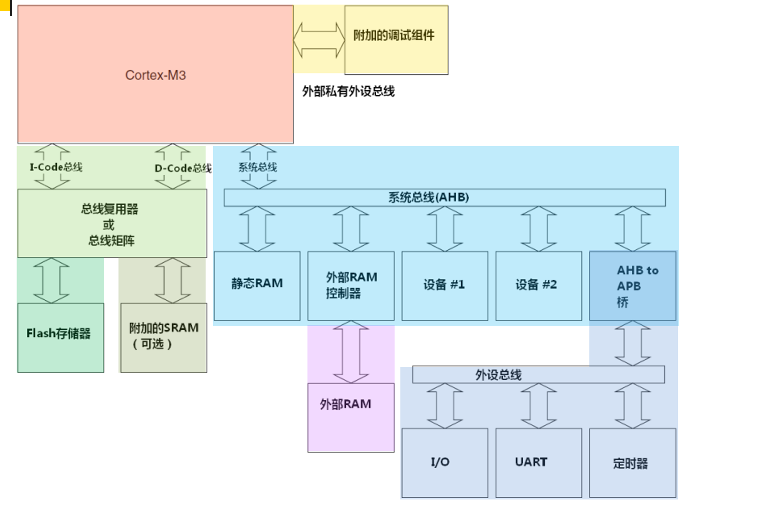 Cortex-M3
附加的调试组件
外部私有外设总线
I-Code总线
D-Code总线
系统总线
总线复用器
或
总线矩阵
系统总线(AHB)
静态RAM
外部RAM
控制器
设备 #1
设备 #2
AHB to
APB
桥
Flash存储器
附加的SRAM
（可选）
外设总线
外部RAM
I/O
UART
定时器